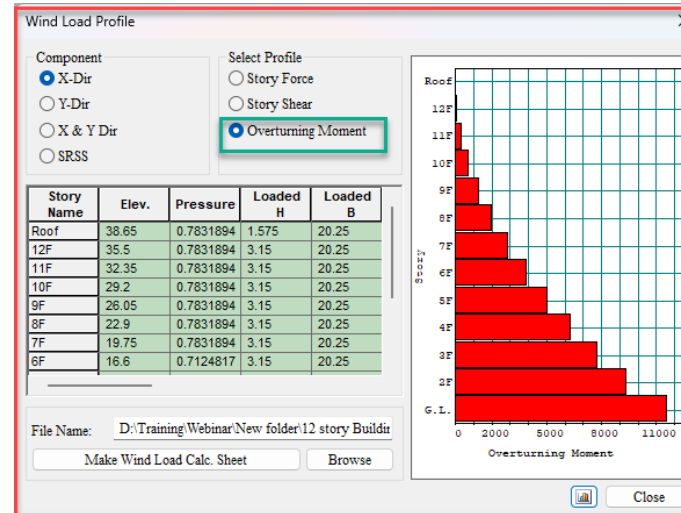 Wind Load Profile
Component
X-Dir
Y-Dir
X & Y Dir
SRSS
Select Profile
Story Force
Story Shear
Overturning Moment
Story Name Elev. Pressure Loaded H Loaded B
Roof 38.65 0.7831894 1.575 20.25
12F 35.5 0.7831894 3.15 20.25
11F 32.35 0.7831894 3.15 20.25
10F 29.2 0.7831894 3.15 20.25
9F 26.05 0.7831894 3.15 20.25
8F 22.9 0.7831894 3.15 20.25
7F 19.75 0.7831894 3.15 20.25
6F 16.6 0.7124817 3.15 20.25
File Name: D:\Training\Webinar\New folder\12 story Buildir
Make Wind Load Calc. Sheet Browse
Story
Roof
12F
11F
10F
9F
8F
7F
6F
5F
4F
3F
2F
G.L.
0 2000 5000 8000 11000
Overturning Moment
Close